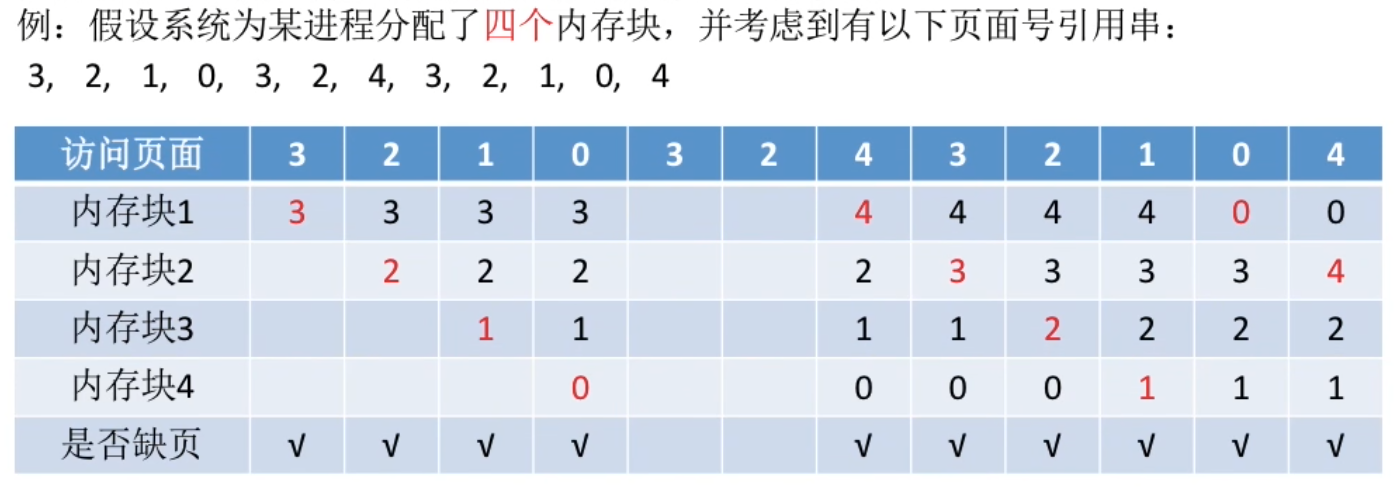 例：假设系统为某进程分配了四个内存块，并考虑到有以下页面号引用串：
3, 2, 1, 0, 3, 2, 4, 3, 2, 1, 0, 4
访问页面 3 2 1 0 3 2 4 3 2 1 0 4
内存块1 3 3 3 3 4 4 4 4 0 0
内存块2 2 2 2 2 3 3 3 3 4
内存块3 1 1 1 1 2 2 2 2
内存块4 0 0 0 0 1 1 1
是否缺页 √ √ √ √ √ √ √ √ √ √